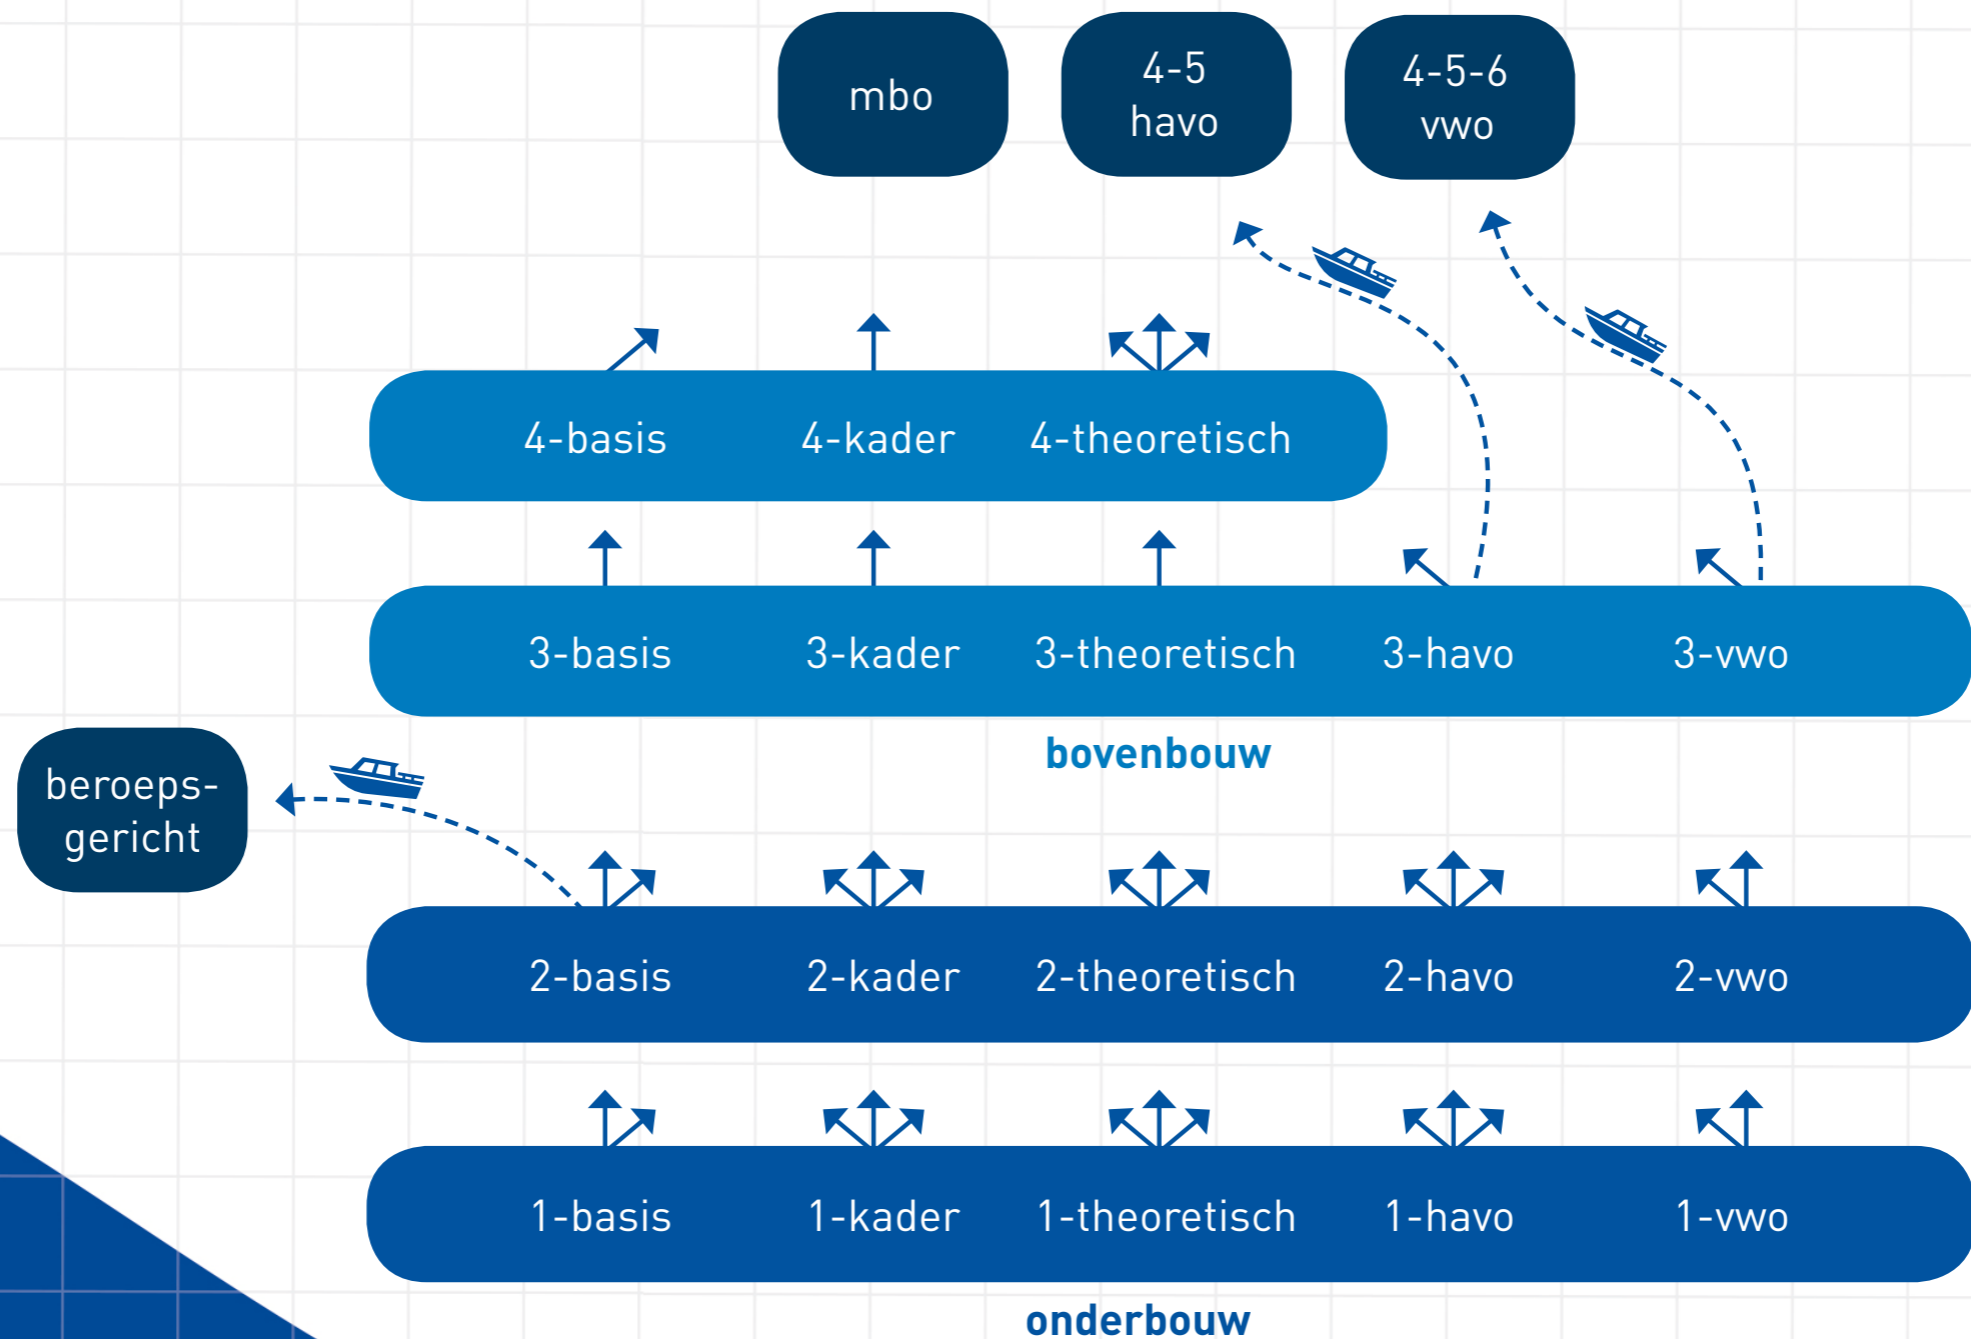 mbo
4-5
havo
4-5-6
vwo
4-basis
4-kader
4-theoretisch
3-basis
3-kader
3-theoretisch
3-havo
3-vwo
bovenbouw
beroeps-
gericht
2-basis
2-kader
2-theoretisch
2-havo
2-vwo
1-basis
1-kader
1-theoretisch
1-havo
1-vwo
onderbouw